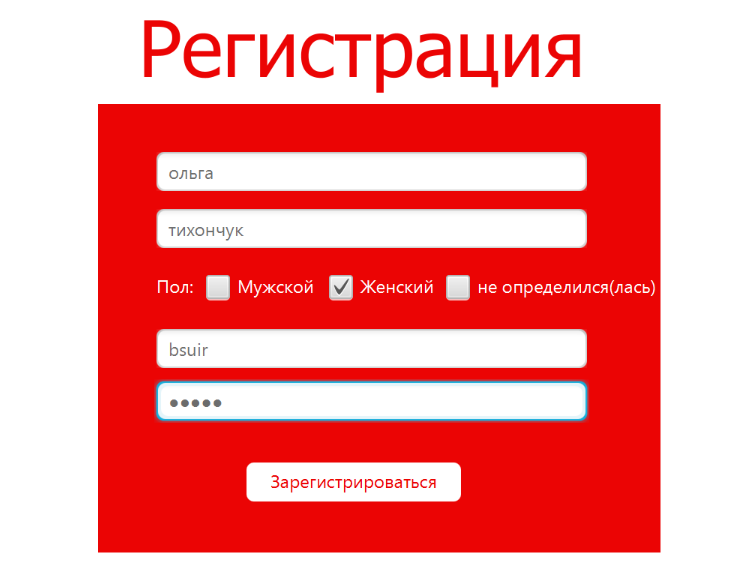 Регистрация
ольга
тихончук
Пол: Мужской Женский не определился(лась)
bsuir
●●●●●
Зарегистрироваться